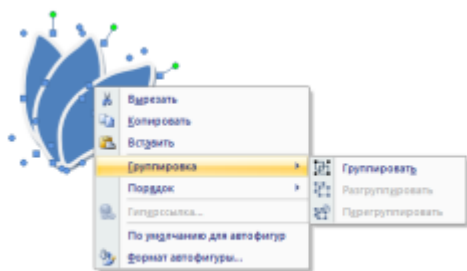 Вырезать
Копировать
Вставить
Группировка
Порядок
Гиперссылка...
По умолчанию для автофигур
Формат автофигуры...
Группировать
Разгруппировать
Перегруппировать